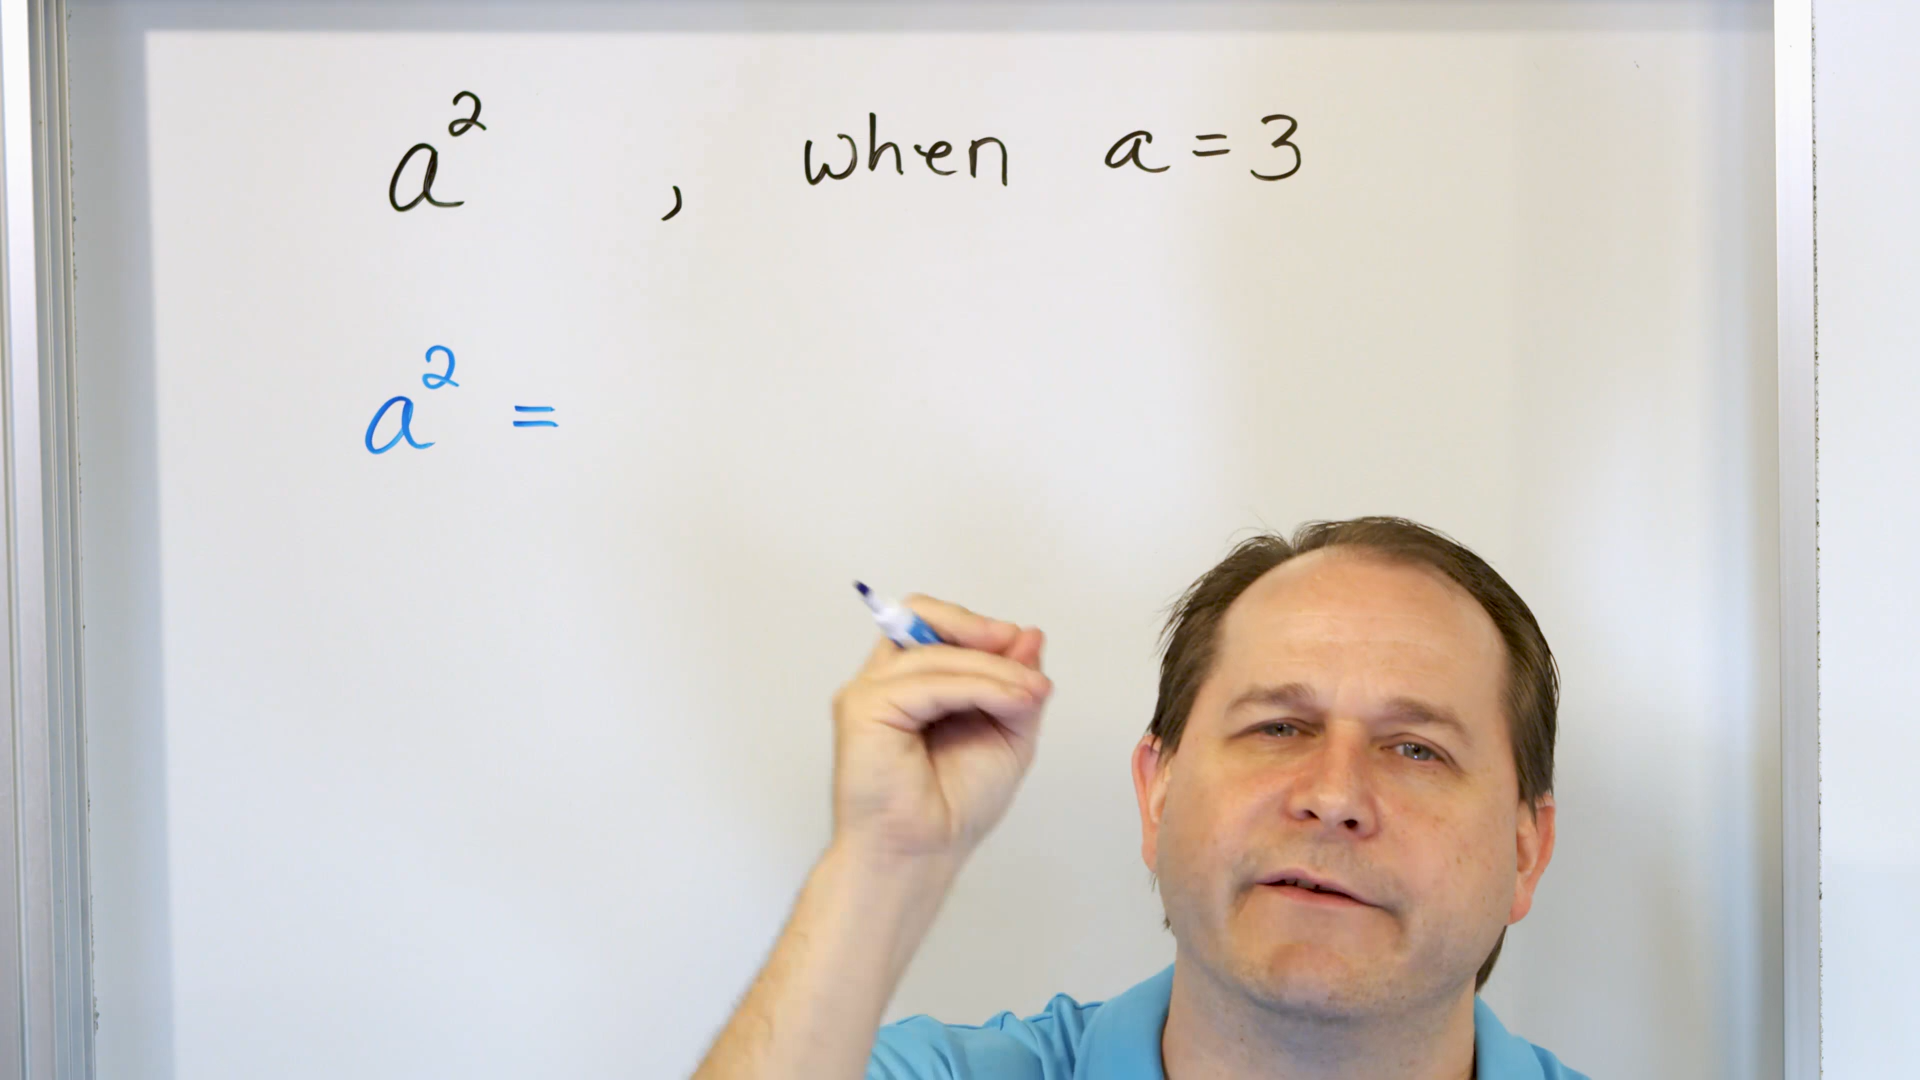 a² , when a = 3
a² =